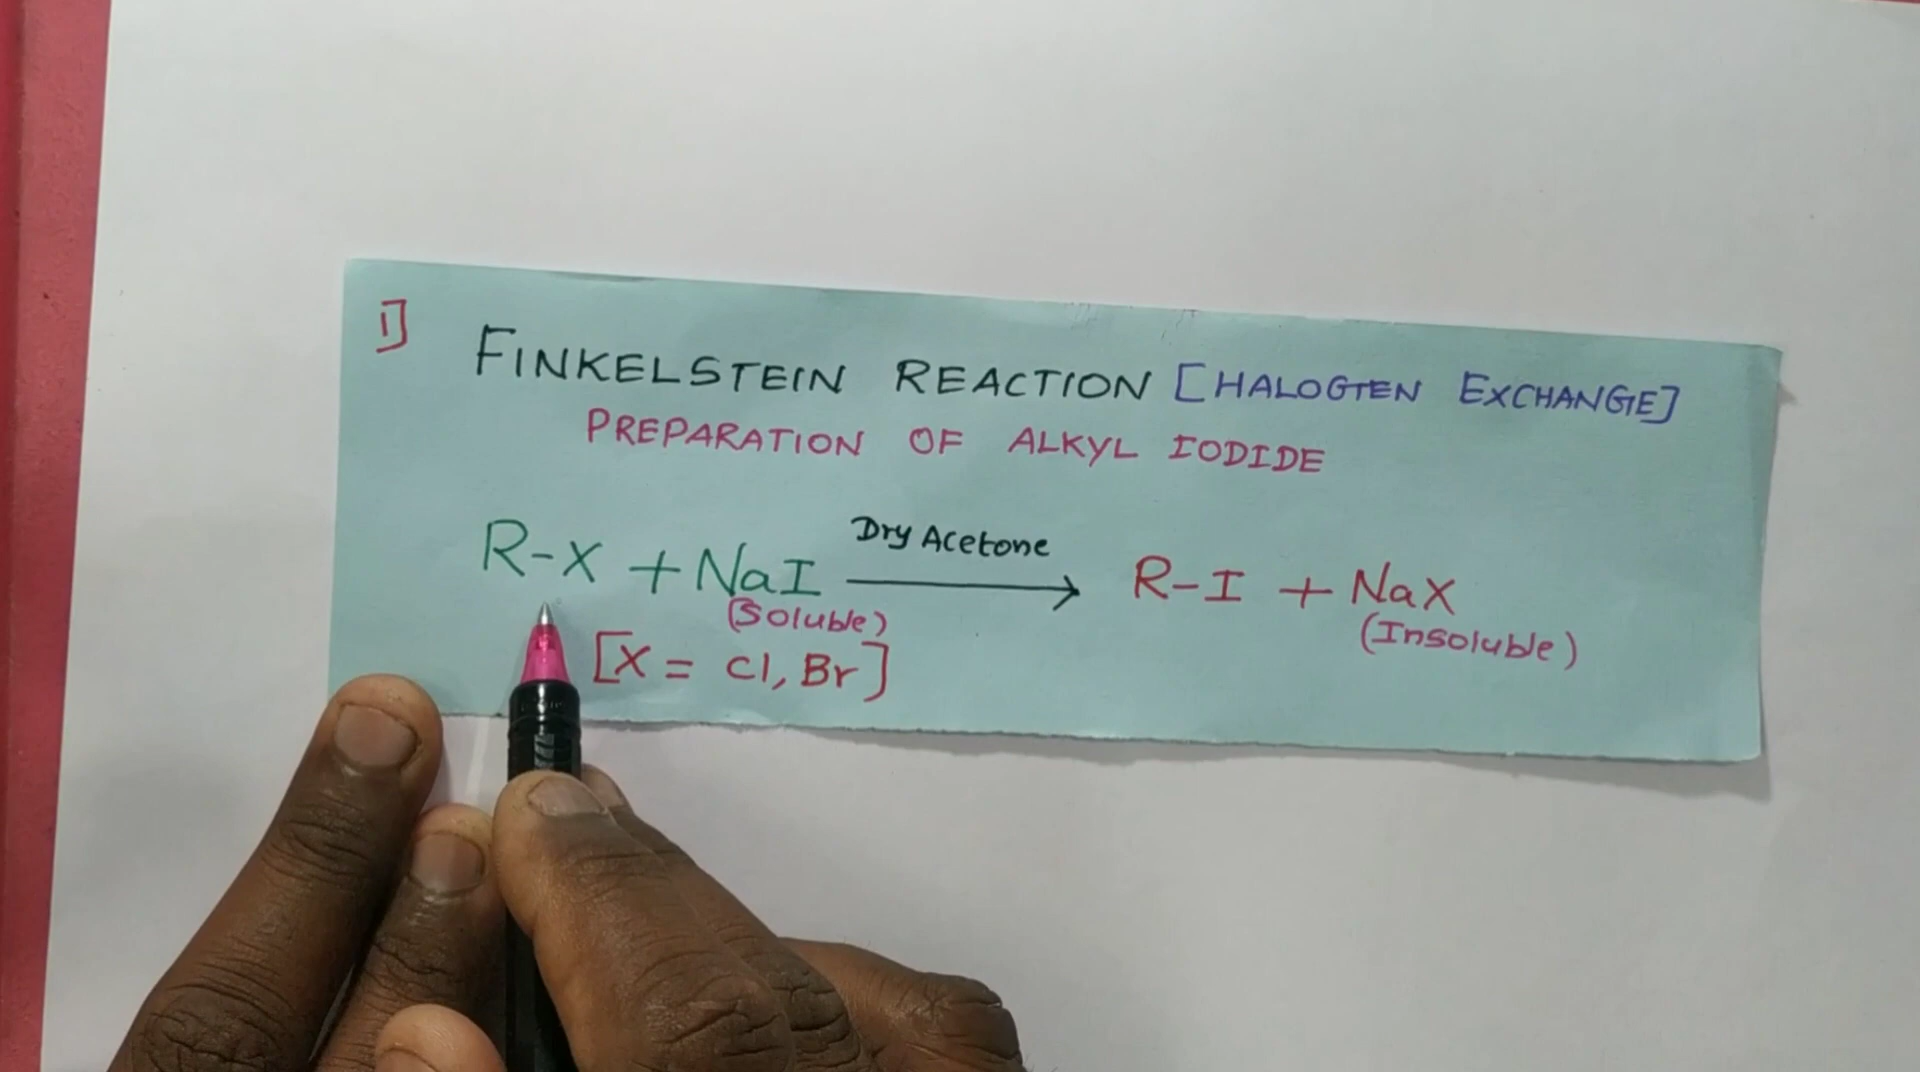 1]
FINKELSTEIN REACTION [HALOGEN EXCHANGE]
PREPARATION OF ALKYL IODIDE
Dry Acetone
R-X + NaI ⟶ R-I + NaX
(Soluble) (Insoluble)
[X = Cl, Br]